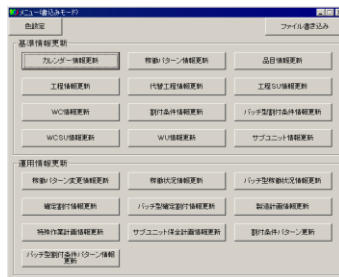 メニュー(書込みモード)
色設定
ファイル書き込み
基準情報更新
カレンダー情報更新
稼動パターン情報更新
品目情報更新
工程情報更新
代替工程情報更新
工程SU情報更新
WC情報更新
割付条件情報更新
バッチ型割付条件情報更新
WCSU情報更新
WU情報更新
サブユニット情報更新
運用情報更新
稼動パターン変更情報更新
稼働状況情報更新
バッチ型稼働状況情報更新
確定割付情報更新
バッチ型確定割付情報更新
製造計画情報更新
特殊作業計画情報更新
サブユニット保全計画情報更新
割付条件パターン更新
バッチ型割付条件パターン情報
更新